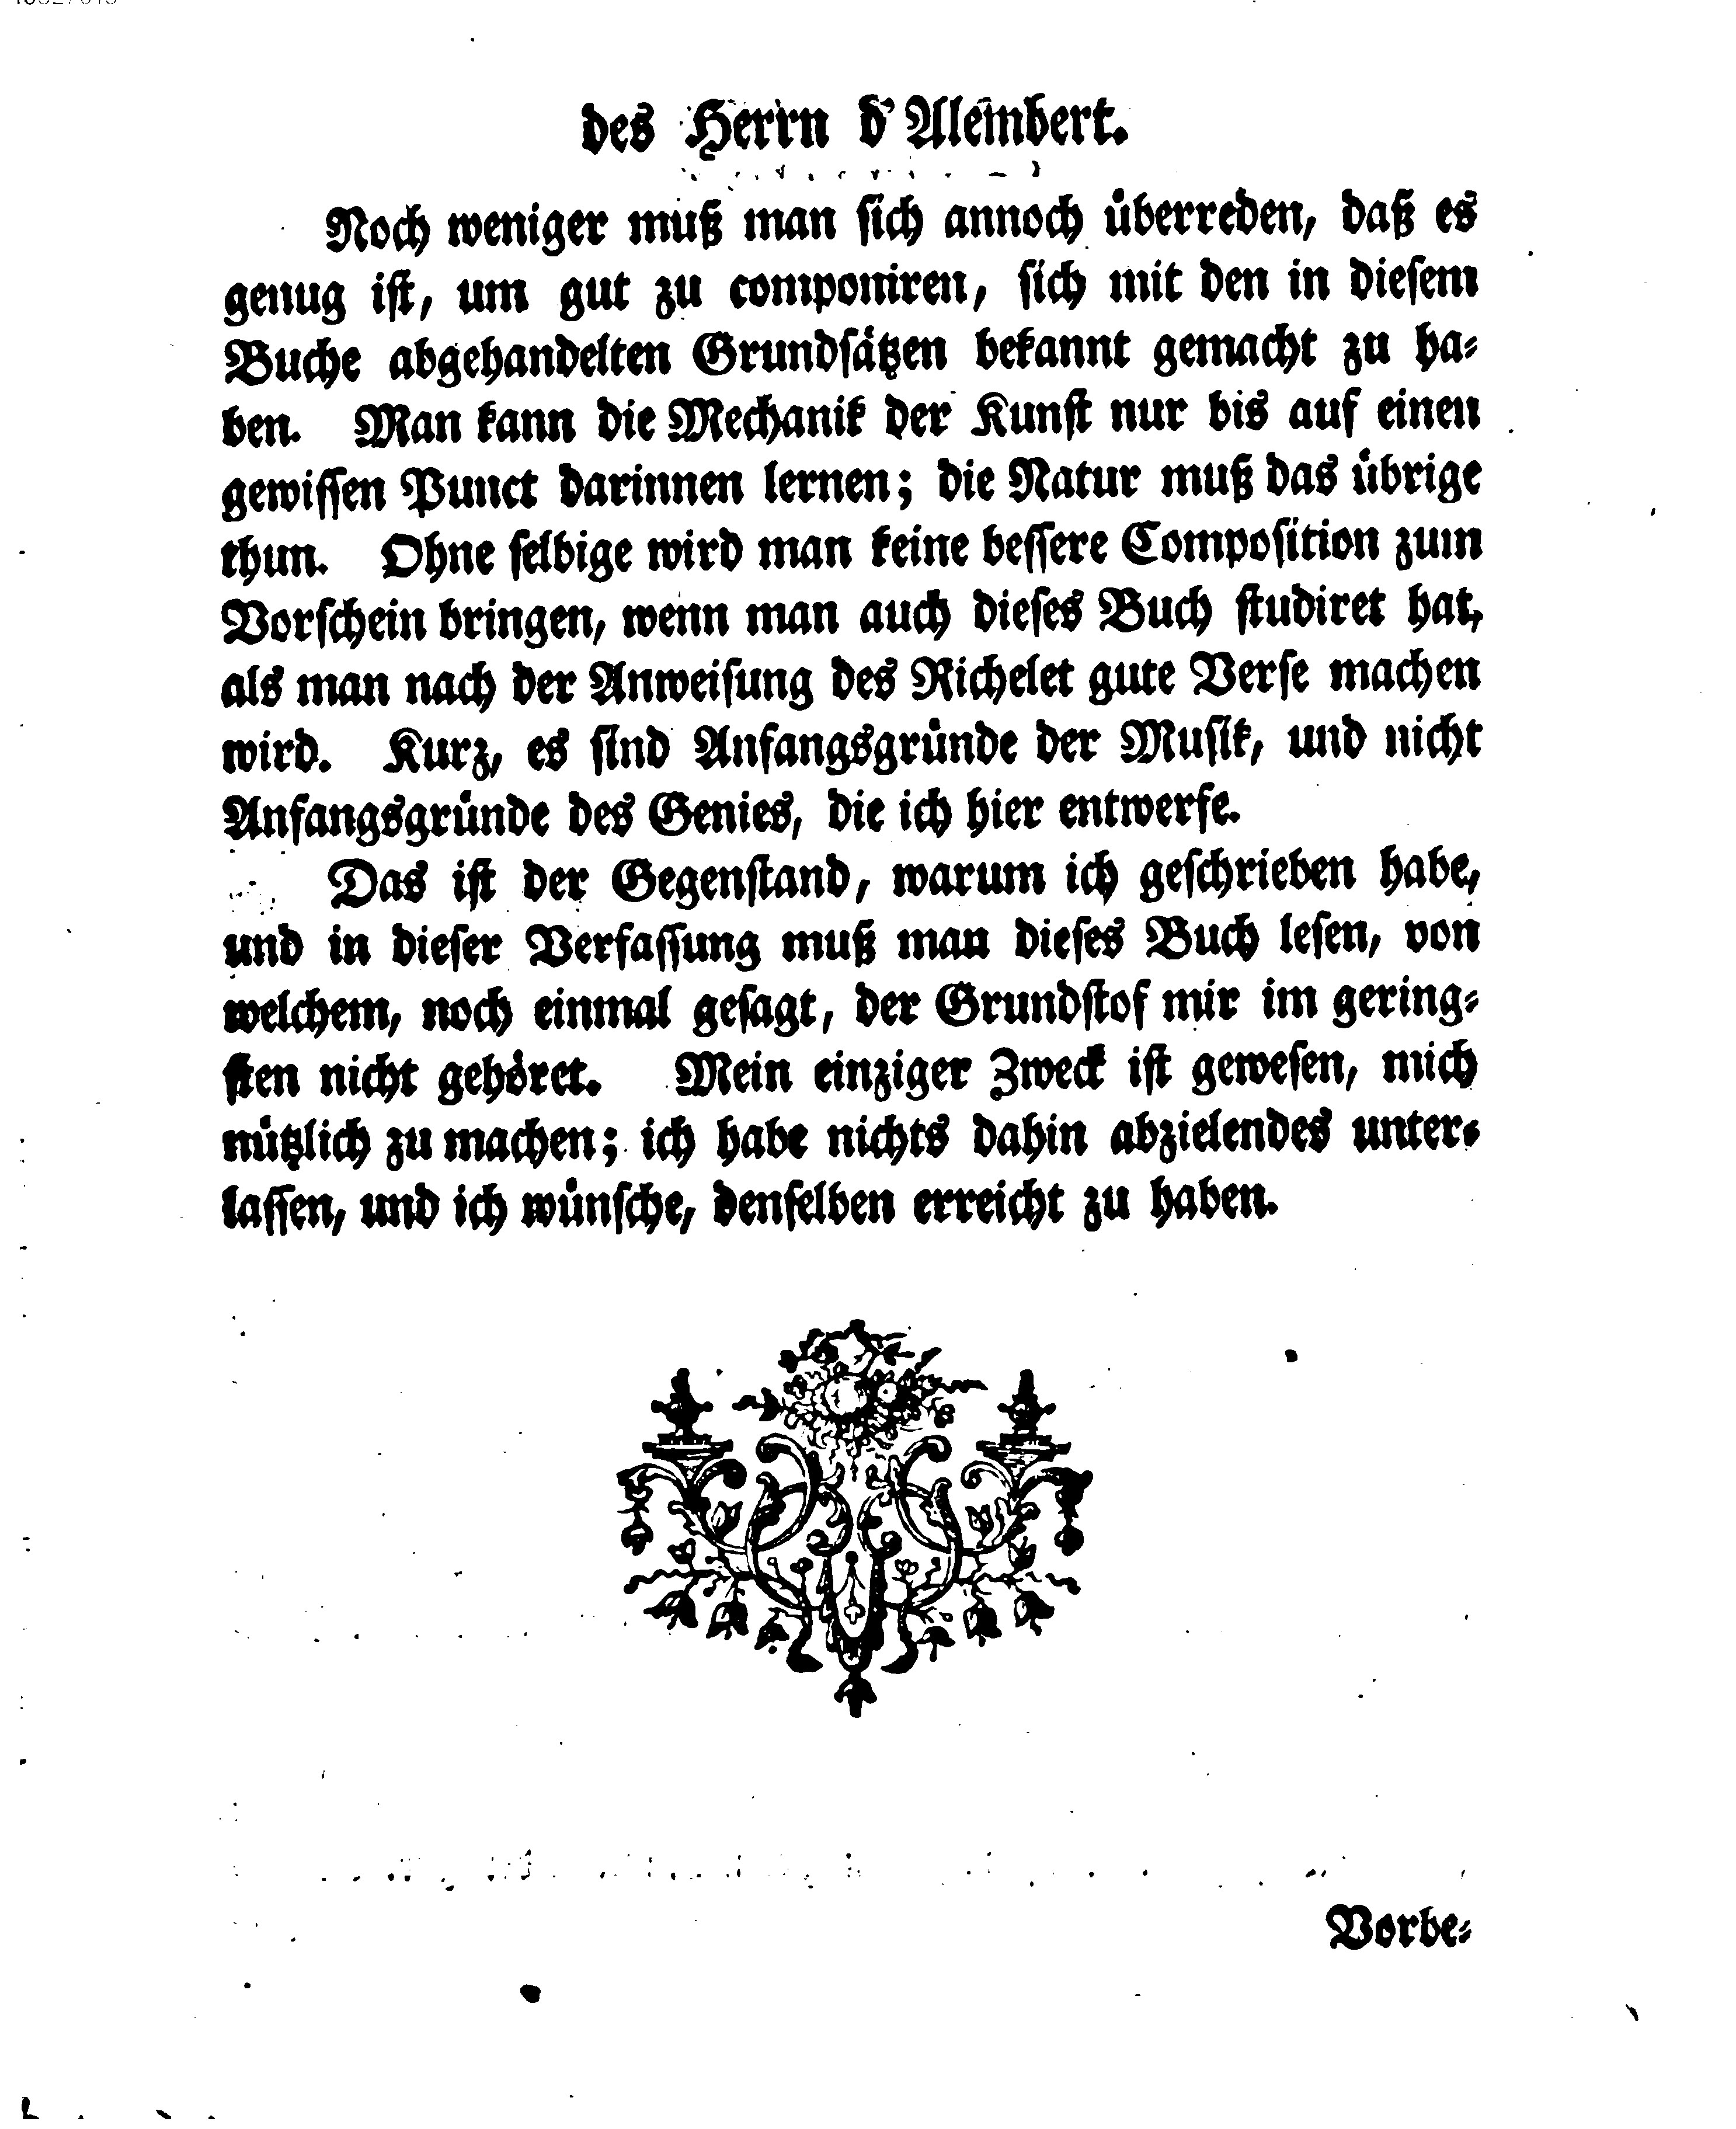 des Herrn d'Alembert.
Noch weniger muß man sich annoch überreden, daß es
genug ist, um gut zu componiren, sich mit den in diesem
Buche abgehandelten Grundsätzen bekannt gemacht zu ha-
ben. Man kann die Mechanik der Kunst nur bis auf einen
gewissen Punct darinnen lernen; die Natur muß das übrige
thun. Ohne selbige wird man keine bessere Composition zum
Vorschein bringen, wenn man auch dieses Buch studiret hat,
als man nach der Anweisung des Richelet gute Verse machen
wird. Kurz, es sind Anfangsgründe der Musik, und nicht
Anfangsgründe des Genies, die ich hier entwerfe.
Das ist der Gegenstand, warum ich geschrieben habe,
und in dieser Verfassung muß man dieses Buch lesen, von
welchem, noch einmal gesagt, der Grundstof mir im gering-
sten nicht gehöret. Mein einziger Zweck ist gewesen, mich
nützlich zu machen; ich habe nichts dahin abzielendes unter-
lassen, und ich wünsche, denselben erreicht zu haben.
Vorbe-